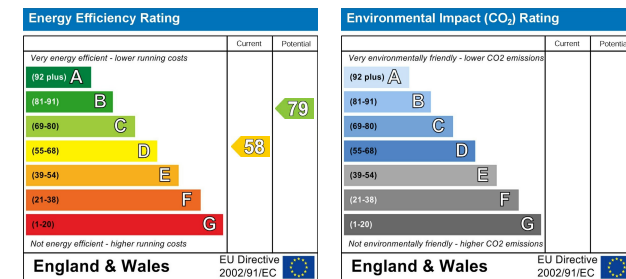 Energy Efficiency Rating
Current Potential
Very energy efficient - lower running costs
(92 plus) A
(81-91) B
(69-80) C
(55-68) D
(39-54) E
(21-38) F
(1-20) G
79
58
Not energy efficient - higher running costs
England & Wales
EU Directive
2002/91/EC
Environmental Impact (CO₂) Rating
Current Potential
Very environmentally friendly - lower CO2 emissions
(92 plus) A
(81-91) B
(69-80) C
(55-68) D
(39-54) E
(21-38) F
(1-20) G
Not environmentally friendly - higher CO2 emissions
England & Wales
EU Directive
2002/91/EC